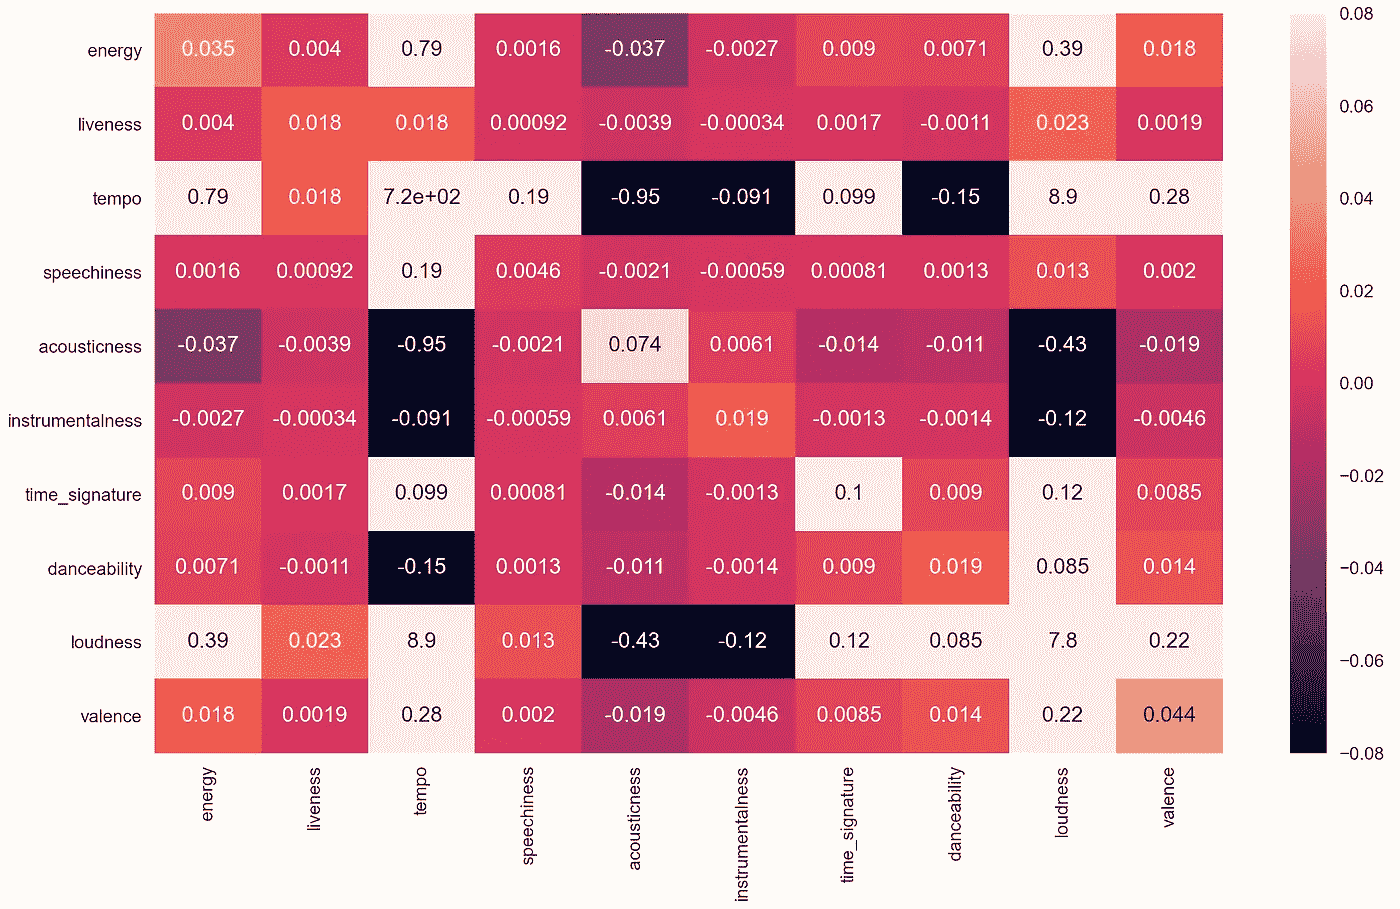 energy 0.035 0.004 0.79 0.0016 -0.037 -0.0027 0.009 0.0071 0.39 0.018
liveness 0.004 0.018 0.018 0.00092 -0.0039 -0.00034 0.0017 -0.0011 0.023 0.0019
tempo 0.79 0.018 7.2e+02 0.19 -0.95 -0.091 0.099 -0.15 8.9 0.28
speechiness 0.0016 0.00092 0.19 0.0046 -0.0021 -0.00059 0.00081 0.0013 0.013 0.002
acousticness -0.037 -0.0039 -0.95 -0.0021 0.074 0.0061 -0.014 -0.011 -0.43 -0.019
instrumentalness -0.0027 -0.00034 -0.091 -0.00059 0.0061 0.019 -0.0013 -0.0014 -0.12 -0.0046
time_signature 0.009 0.0017 0.099 0.00081 -0.014 -0.0013 0.1 0.009 0.12 0.0085
danceability 0.0071 -0.0011 -0.15 0.0013 -0.011 -0.0014 0.009 0.019 0.085 0.014
loudness 0.39 0.023 8.9 0.013 -0.43 -0.12 0.12 0.085 7.8 0.22
valence 0.018 0.0019 0.28 0.002 -0.019 -0.0046 0.0085 0.014 0.22 0.044
energy liveness tempo speechiness acousticness instrumentalness time_signature danceability loudness valence
0.08
0.06
0.04
0.02
0.00
−0.02
−0.04
−0.06
−0.08